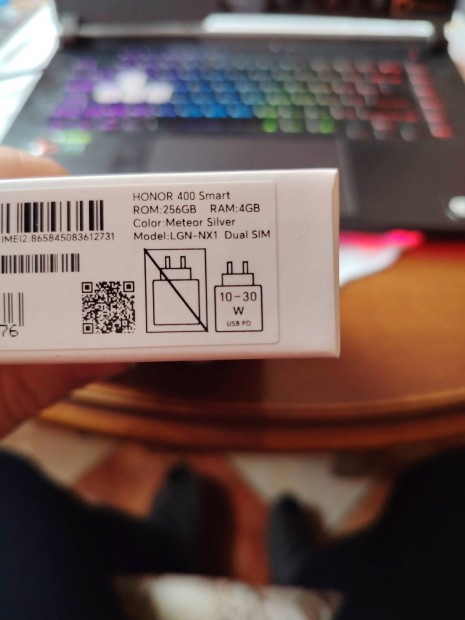 HONOR 400 Smart
ROM:256GB RAM:4GB
Color:Meteor Silver
Model:LGN-NX1 Dual SIM
IMEI2:865845083612731
76
10-30
W
USB PD